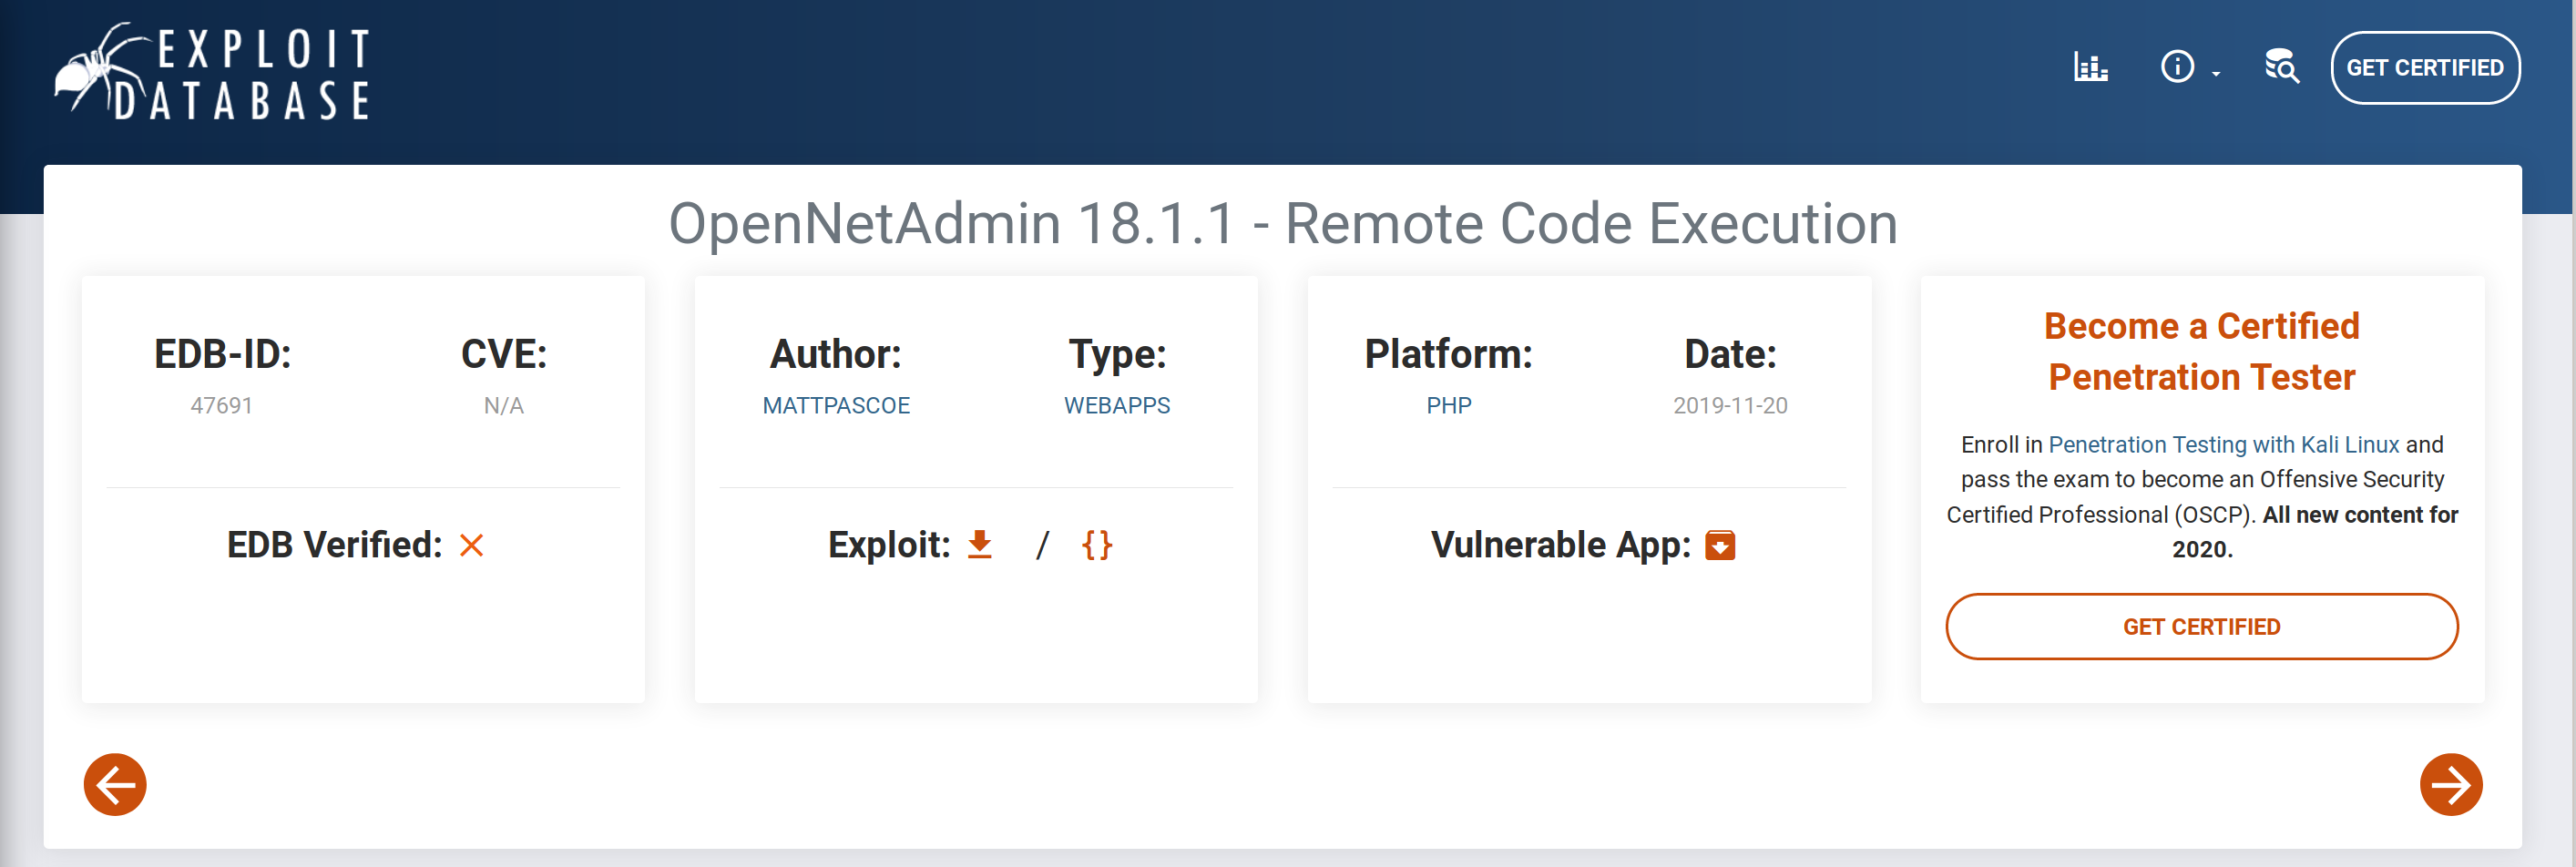 EXPLOIT
DATABASE
GET CERTIFIED
OpenNetAdmin 18.1.1 - Remote Code Execution
EDB-ID:
47691
CVE:
N/A
EDB Verified:
Author:
MATTPASCOE
Type:
WEBAPPS
Exploit: / {}
Platform:
PHP
Date:
2019-11-20
Vulnerable App:
Become a Certified
Penetration Tester
Enroll in Penetration Testing with Kali Linux and
pass the exam to become an Offensive Security
Certified Professional (OSCP). All new content for
2020.
GET CERTIFIED